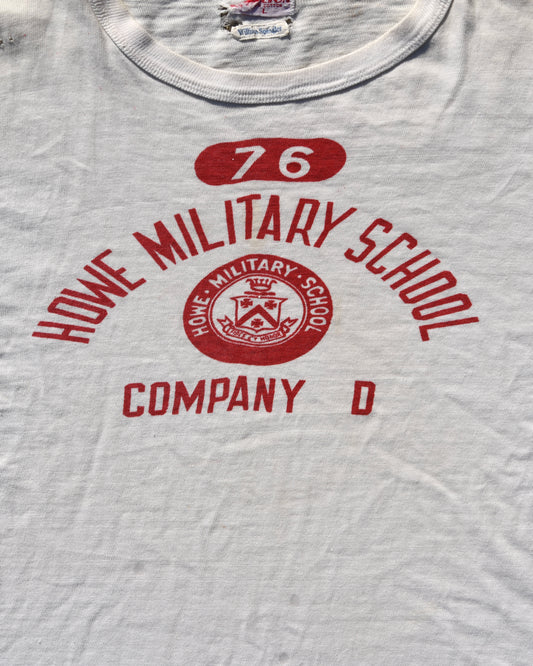 76
HOWE MILITARY SCHOOL
HOWE · MILITARY · SCHOOL
COMPANY D